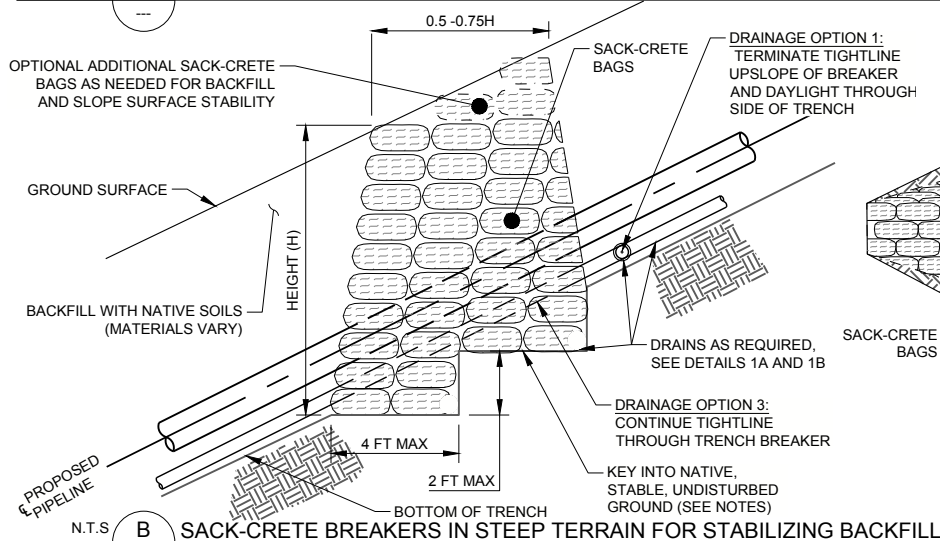 ---
0.5 -0.75H
OPTIONAL ADDITIONAL SACK-CRETE
BAGS AS NEEDED FOR BACKFILL
AND SLOPE SURFACE STABILITY
SACK-CRETE
BAGS
DRAINAGE OPTION 1:
TERMINATE TIGHTLINE
UPSLOPE OF BREAKER
AND DAYLIGHT THROUGH
SIDE OF TRENCH
GROUND SURFACE
HEIGHT (H)
BACKFILL WITH NATIVE SOILS
(MATERIALS VARY)
SACK-CRETE
BAGS
DRAINS AS REQUIRED,
SEE DETAILS 1A AND 1B
DRAINAGE OPTION 3:
CONTINUE TIGHTLINE
THROUGH TRENCH BREAKER
4 FT MAX
2 FT MAX
KEY INTO NATIVE,
STABLE, UNDISTURBED
GROUND (SEE NOTES)
PROPOSED
℄ PIPELINE
BOTTOM OF TRENCH
N.T.S B SACK-CRETE BREAKERS IN STEEP TERRAIN FOR STABILIZING BACKFILL